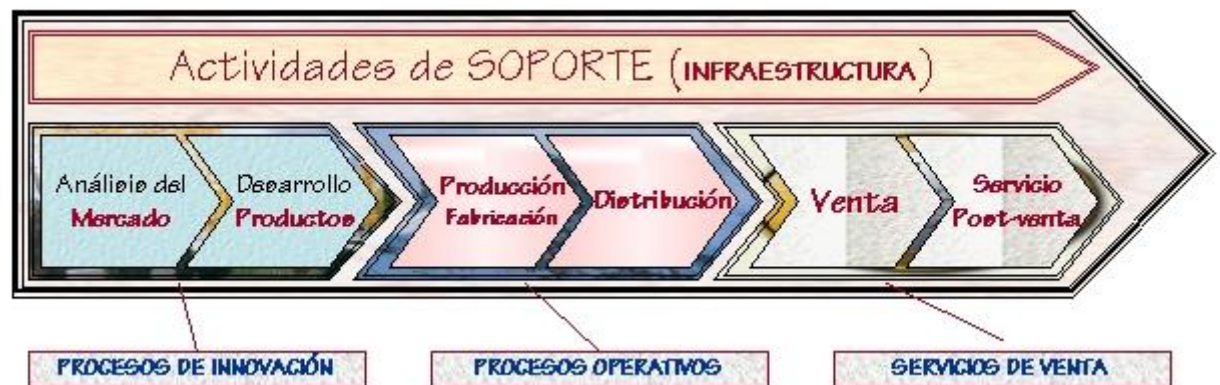 Actividades de SOPORTE (INFRAESTRUCTURA)
Análisis del
Mercado
Desarrollo
Productos
Producción
Fabricación
Distribución
Venta
Servicio
Post-venta
PROCESOS DE INNOVACIÓN
PROCESOS OPERATIVOS
SERVICIOS DE VENTA